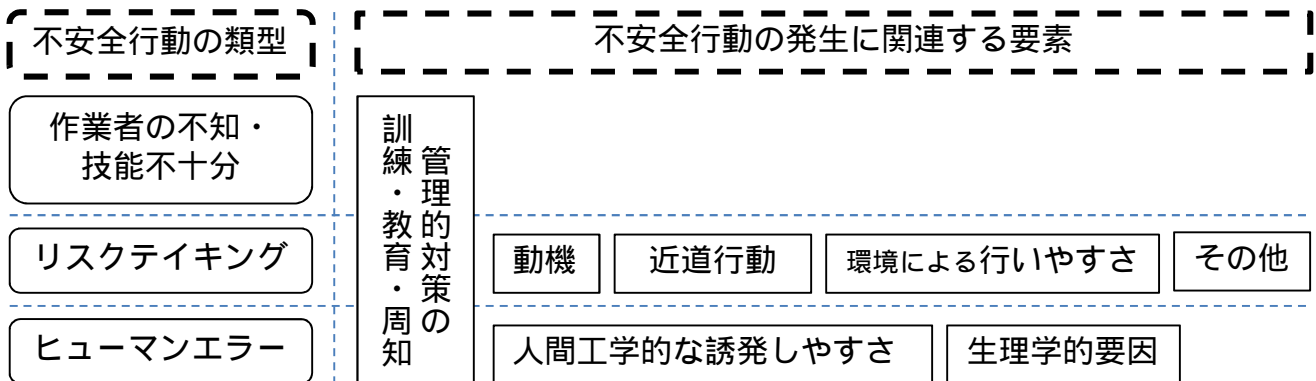 不安全行動の類型
不安全行動の発生に関連する要素
作業者の不知・
技能不十分
管理的対策の
訓練・教育・周知
リスクテイキング
動機
近道行動
環境による行いやすさ
その他
ヒューマンエラー
人間工学的な誘発しやすさ
生理学的要因